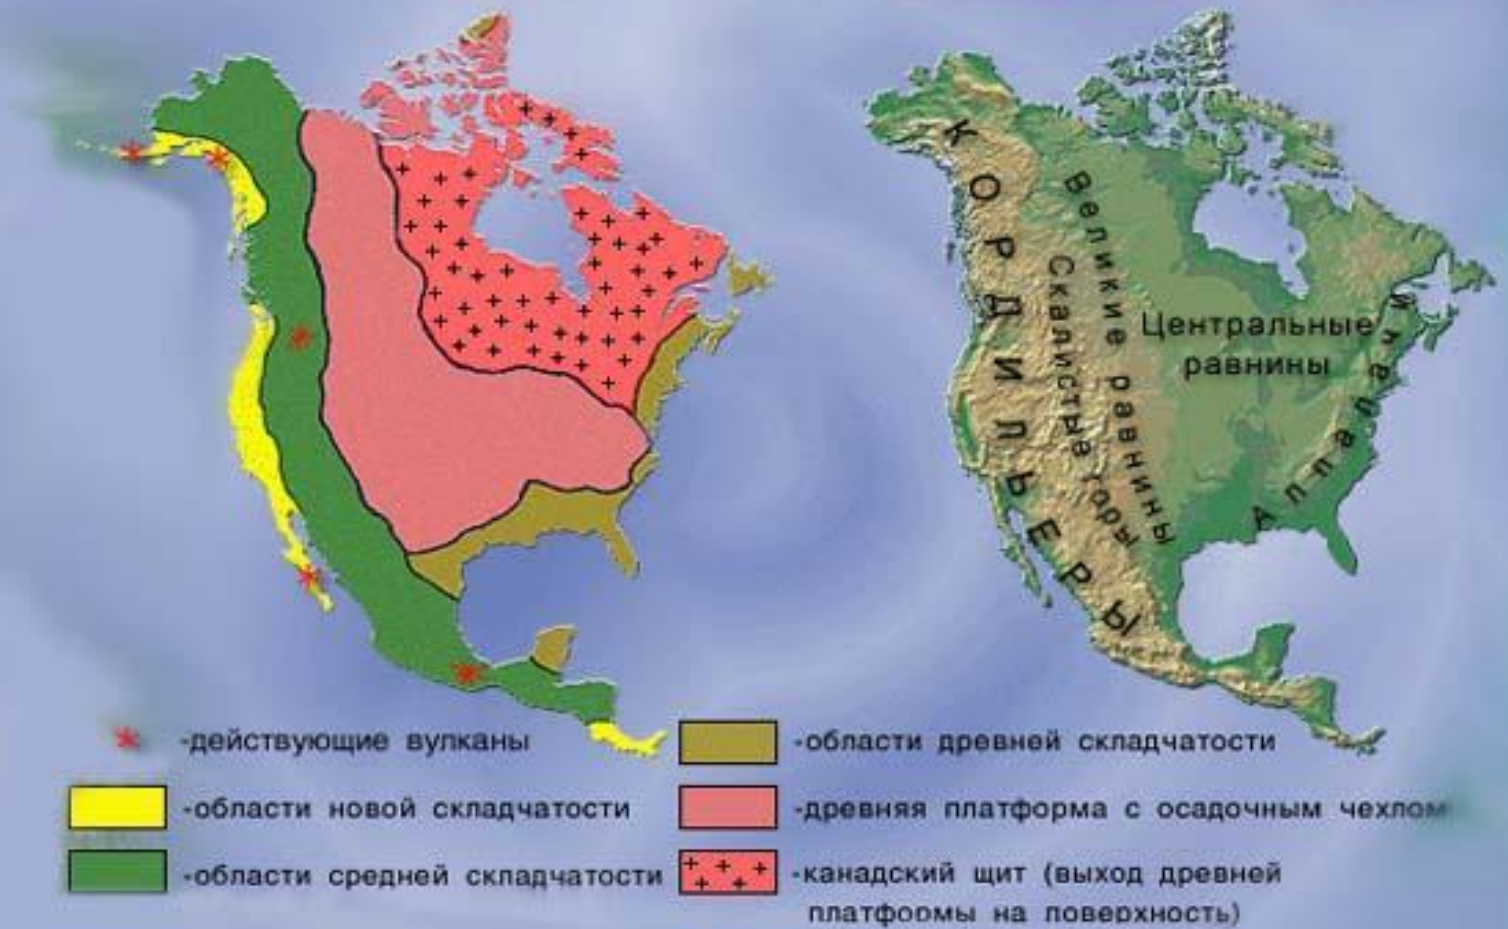 КОРДИЛЬЕРЫ
Великие равнины
Скалистые горы
Центральные
равнины
Аппалачи
-действующие вулканы
-области новой складчатости
-области средней складчатости
-области древней складчатости
-древняя платформа с осадочным чехлом
-канадский щит (выход древней
платформы на поверхность)